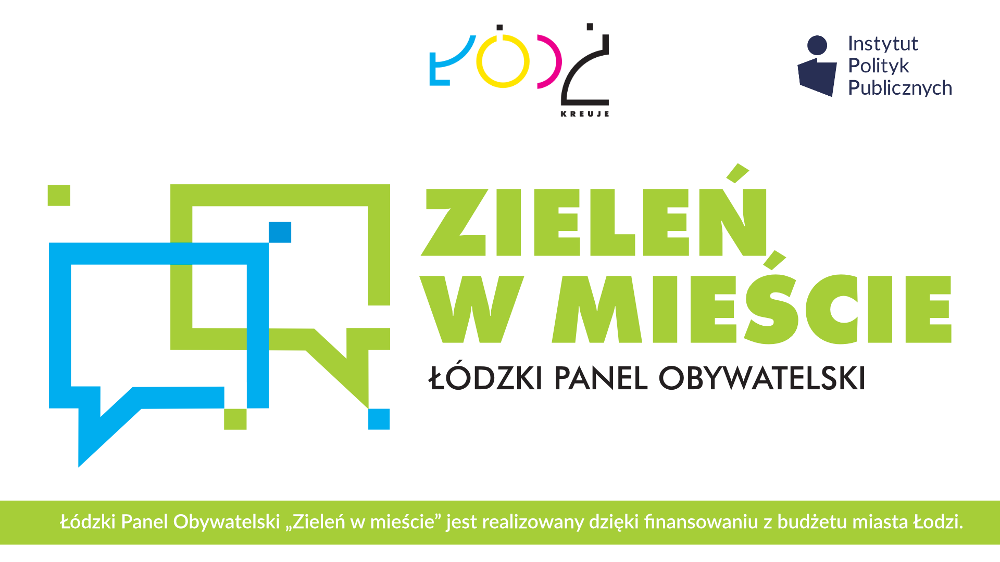 ŁÓDŹ
KREUJE
Instytut
Polityk
Publicznych
ZIELEŃ
W MIEŚCIE
ŁÓDZKI PANEL OBYWATELSKI
Łódzki Panel Obywatelski „Zieleń w mieście” jest realizowany dzięki finansowaniu z budżetu miasta Łodzi.